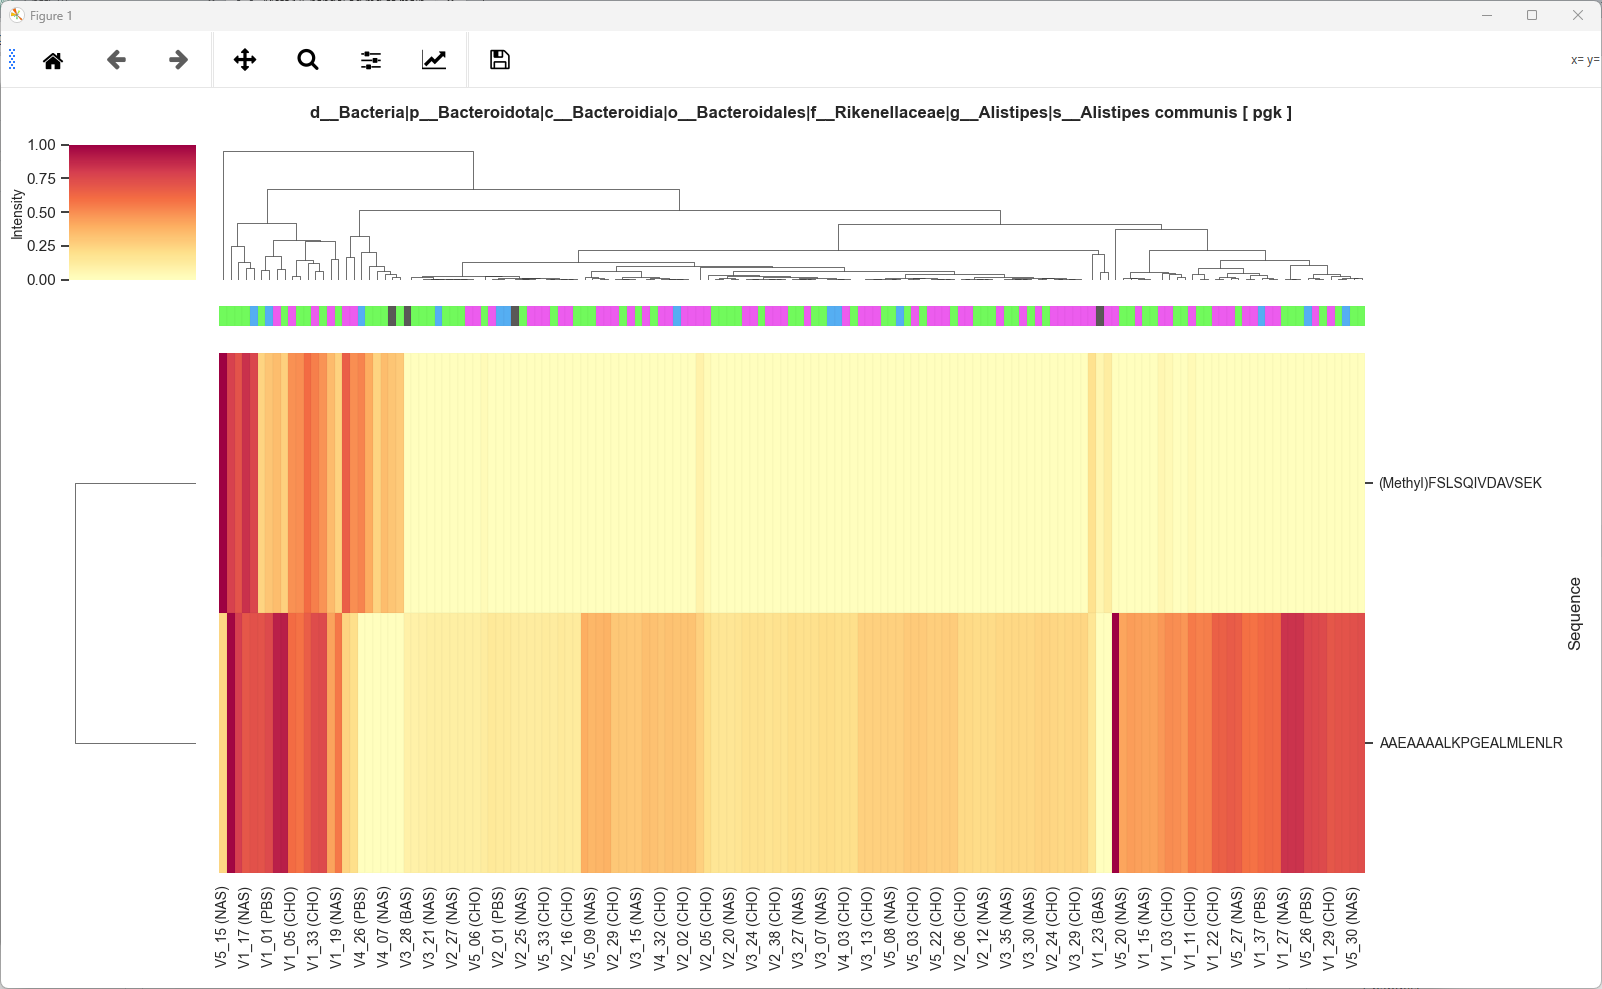 Figure 1
x= y=
d__Bacteria|p__Bacteroidota|c__Bacteroidia|o__Bacteroidales|f__Rikenellaceae|g__Alistipes|s__Alistipes communis [ pgk ]
Intensity
1.00
0.75
0.50
0.25
0.00
(Methyl)FSLSQIVDAVSEK
Sequence
AAEAAAALKPGEALMLENLR
V5_15 (NAS)
V1_17 (NAS)
V1_01 (PBS)
V1_05 (CHO)
V1_33 (CHO)
V1_19 (NAS)
V4_26 (PBS)
V4_07 (NAS)
V3_28 (BAS)
V3_21 (NAS)
V2_27 (NAS)
V5_06 (CHO)
V2_01 (PBS)
V2_25 (NAS)
V5_33 (CHO)
V2_16 (CHO)
V5_09 (NAS)
V2_29 (CHO)
V3_15 (NAS)
V4_32 (CHO)
V2_02 (CHO)
V2_05 (CHO)
V2_20 (NAS)
V3_24 (CHO)
V2_38 (CHO)
V3_27 (NAS)
V3_07 (NAS)
V4_03 (CHO)
V3_13 (CHO)
V5_08 (NAS)
V5_03 (CHO)
V5_22 (CHO)
V2_06 (CHO)
V2_12 (NAS)
V3_35 (NAS)
V3_30 (NAS)
V2_24 (CHO)
V3_29 (CHO)
V1_23 (BAS)
V5_20 (NAS)
V1_15 (NAS)
V1_03 (CHO)
V1_11 (CHO)
V1_22 (CHO)
V5_27 (NAS)
V1_37 (PBS)
V1_27 (NAS)
V5_26 (PBS)
V1_29 (CHO)
V5_30 (NAS)